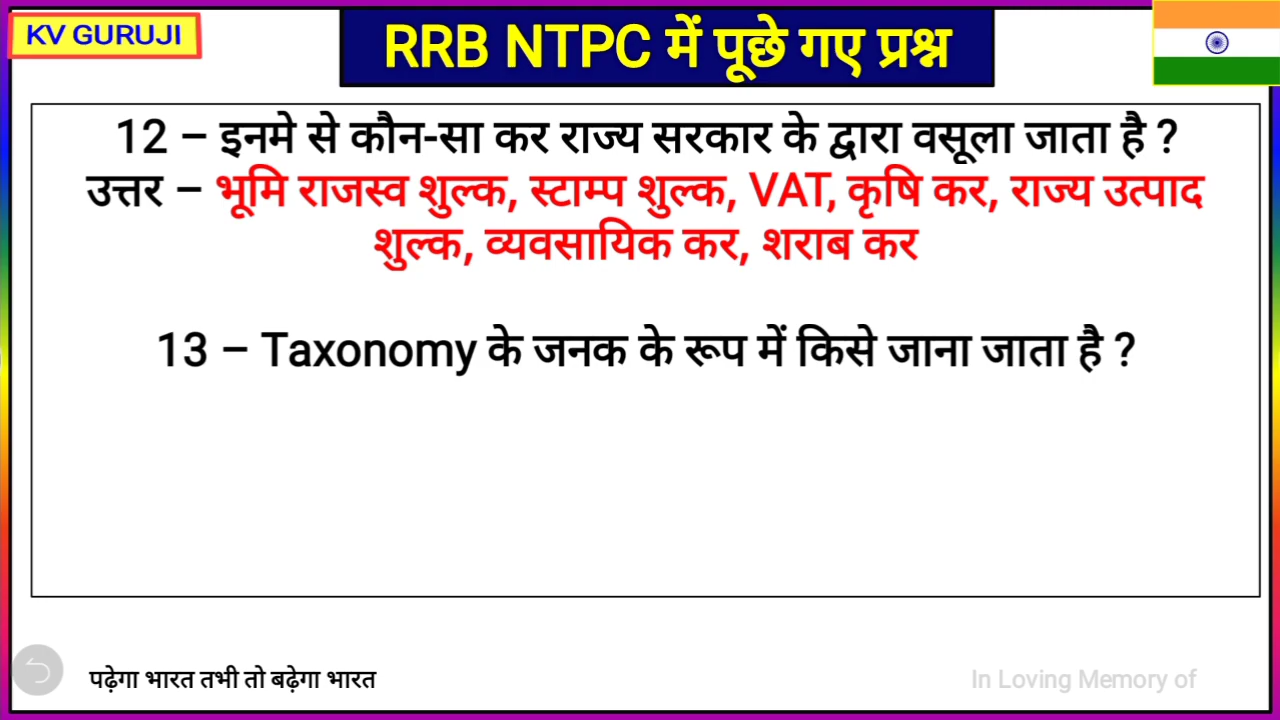 KV GURUJI
RRB NTPC में पूछे गए प्रश्न
12 – इनमे से कौन-सा कर राज्य सरकार के द्वारा वसूला जाता है ?
उत्तर – भूमि राजस्व शुल्क, स्टाम्प शुल्क, VAT, कृषि कर, राज्य उत्पाद
शुल्क, व्यवसायिक कर, शराब कर
13 – Taxonomy के जनक के रूप में किसे जाना जाता है ?
पढ़ेगा भारत तभी तो बढ़ेगा भारत
In Loving Memory of